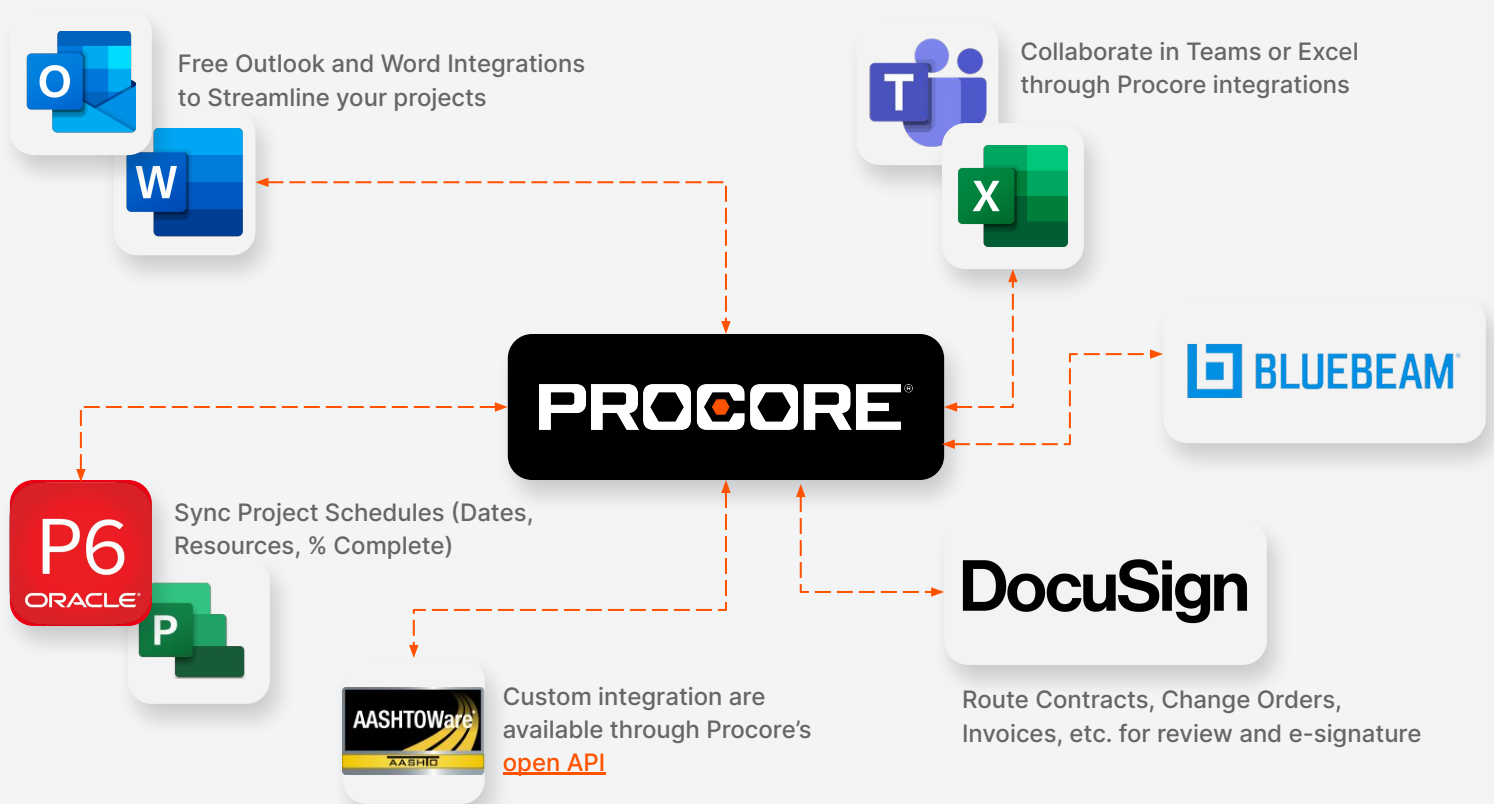 O
Free Outlook and Word Integrations
to Streamline your projects
W
T
Collaborate in Teams or Excel
through Procore integrations
X
PROCORE®
BLUEBEAM®
P6
ORACLE®
Sync Project Schedules (Dates,
Resources, % Complete)
P
AASHTOWare®
AASHTO
Custom integration are
available through Procore’s
open API
DocuSign
Route Contracts, Change Orders,
Invoices, etc. for review and e-signature